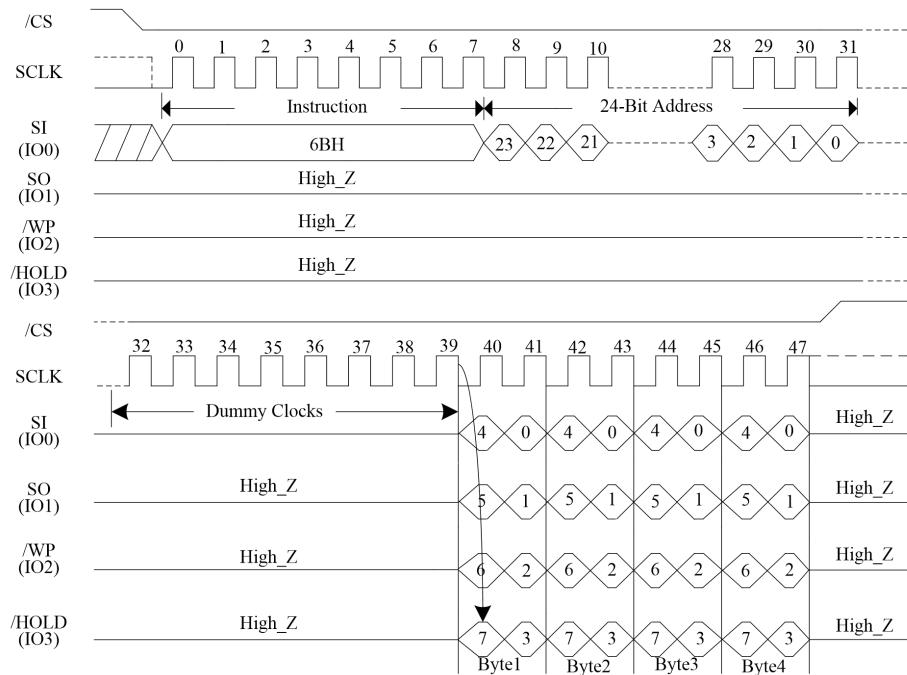 /CS
0 1 2 3 4 5 6 7 8 9 10 28 29 30 31
SCLK
Instruction 24-Bit Address
SI
(IO0)
6BH 23 22 21 3 2 1 0
SO
(IO1)
High_Z
/WP
(IO2)
High_Z
/HOLD
(IO3)
High_Z
/CS
32 33 34 35 36 37 38 39 40 41 42 43 44 45 46 47
SCLK
Dummy Clocks
SI
(IO0)
4 0 4 0 4 0 4 0 High_Z
SO
(IO1)
High_Z 5 1 5 1 5 1 5 1 High_Z
/WP
(IO2)
High_Z 6 2 6 2 6 2 6 2 High_Z
/HOLD
(IO3)
High_Z 7 3 7 3 7 3 7 3 High_Z
Byte1 Byte2 Byte3 Byte4